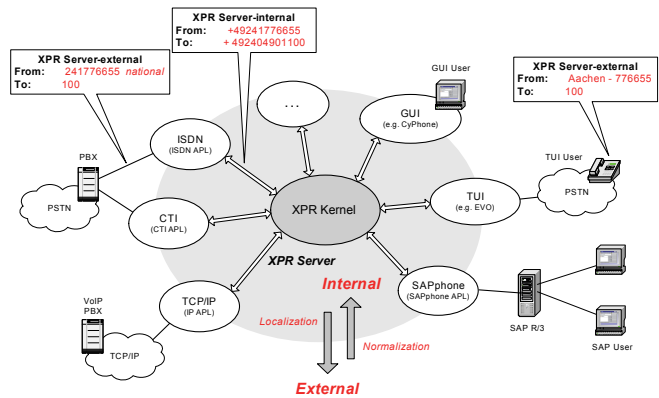 XPR Server-internal
From: +49241776655
To: + 492404901100
XPR Server-external
From: 241776655 national
To: 100
XPR Server-external
From: Aachen - 776655
To: 100
GUI User
. . .
GUI
(e.g. CyPhone)
ISDN
(ISDN APL)
PBX
TUI User
PSTN
CTI
(CTI APL)
XPR Kernel
TUI
(e.g. EVO)
PSTN
XPR Server
Internal
TCP/IP
(IP APL)
SAPphone
(SAPphone APL)
VoIP
PBX
Localization
Normalization
TCP/IP
SAP R/3
SAP User
External